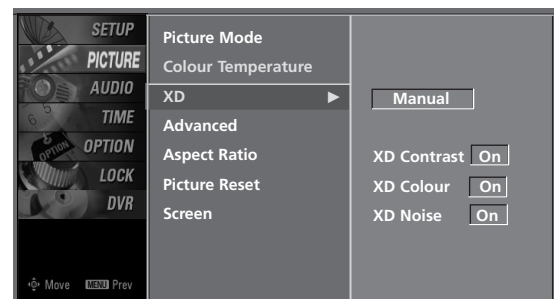 SETUP
PICTURE
AUDIO
TIME
OPTION
LOCK
DVR
Move MENU Prev
Picture Mode
Colour Temperature
XD ▶
Advanced
Aspect Ratio
Picture Reset
Screen
Manual
XD Contrast On
XD Colour On
XD Noise On